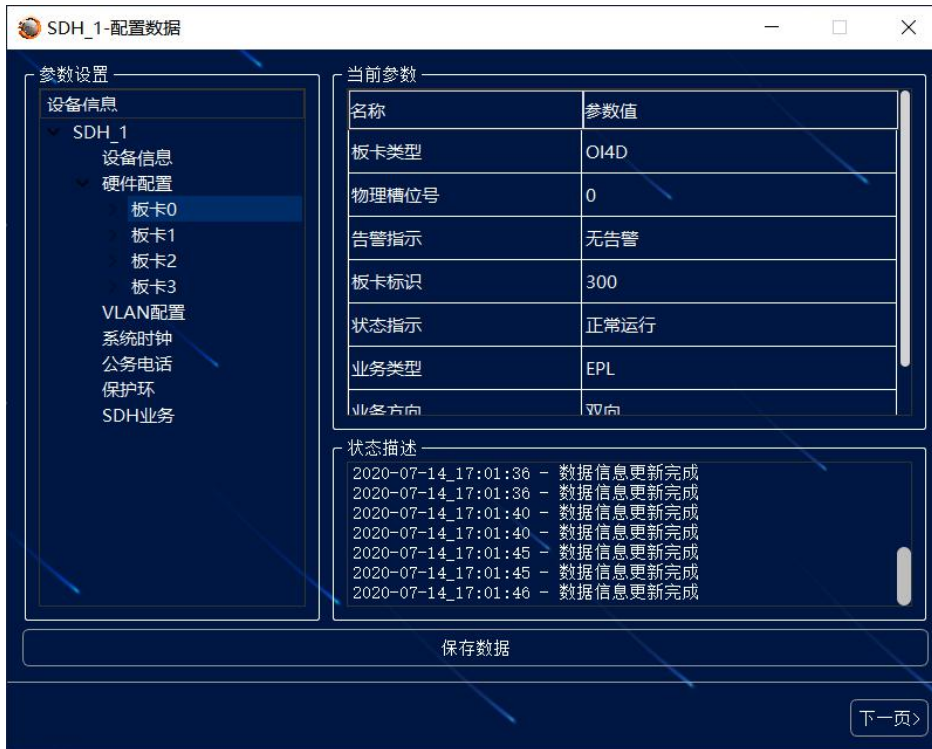 SDH_1-配置数据
参数设置
设备信息
SDH_1
设备信息
硬件配置
板卡0
板卡1
板卡2
板卡3
VLAN配置
系统时钟
公务电话
保护环
SDH业务
当前参数
名称 参数值
板卡类型 OI4D
物理槽位号 0
告警指示 无告警
板卡标识 300
状态指示 正常运行
业务类型 EPL
业务方向 双向
状态描述
2020-07-14_17:01:36 - 数据信息更新完成
2020-07-14_17:01:36 - 数据信息更新完成
2020-07-14_17:01:40 - 数据信息更新完成
2020-07-14_17:01:40 - 数据信息更新完成
2020-07-14_17:01:45 - 数据信息更新完成
2020-07-14_17:01:45 - 数据信息更新完成
2020-07-14_17:01:46 - 数据信息更新完成
保存数据
下一页>